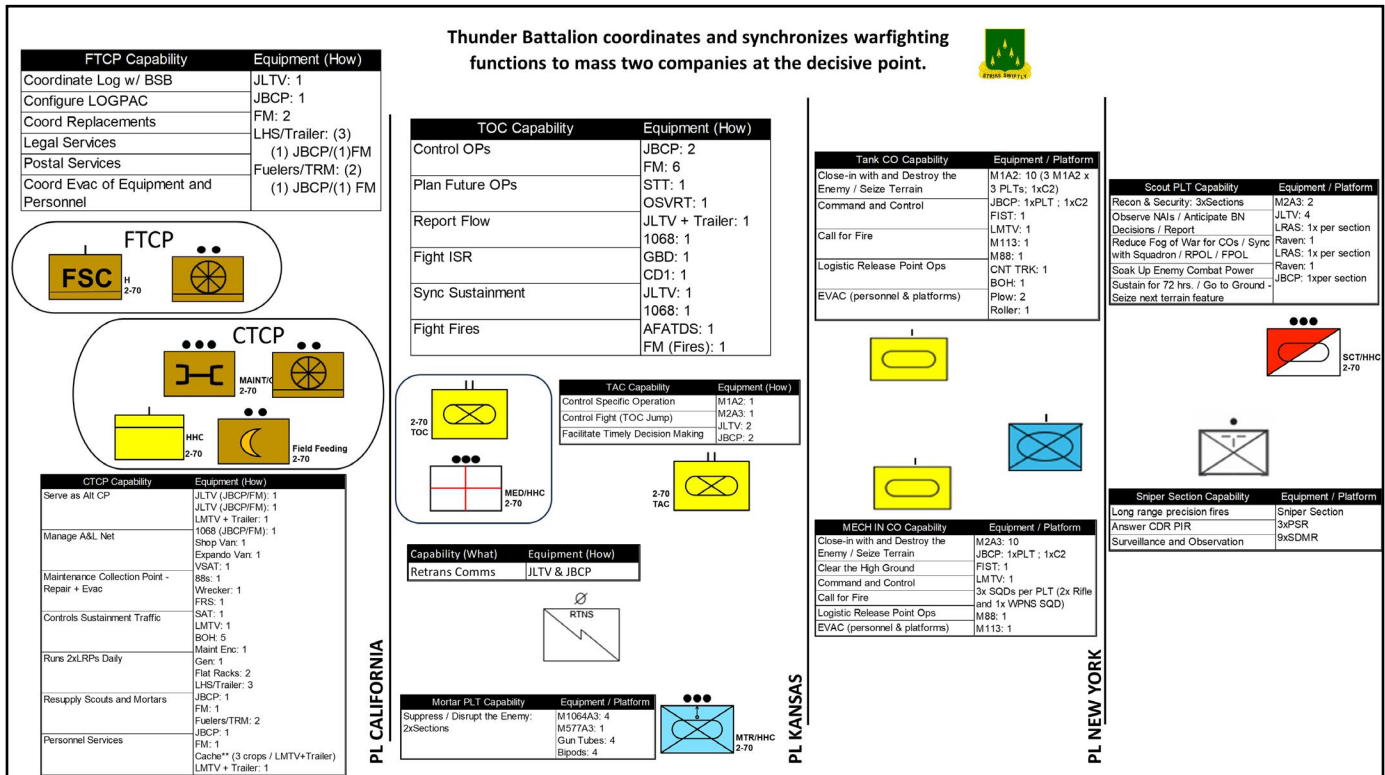 Thunder Battalion coordinates and synchronizes warfighting
functions to mass two companies at the decisive point.
STRIKE SWIFTLY
FTCP Capability
Equipment (How)
Coordinate Log w/ BSB
Configure LOGPAC
Coord Replacements
Legal Services
Postal Services
Coord Evac of Equipment and
Personnel
JLTV: 1
JBCP: 1
FM: 2
LHS/Trailer: (3)
(1) JBCP/(1)FM
Fuelers/TRM: (2)
(1) JBCP/(1) FM
FTCP
FSC
H
2-70
CTCP
MAINT/
2-70
HHC
2-70
Field Feeding
2-70
CTCP Capability
Equipment (How)
Serve as Alt CP
Manage A&L Net
Maintenance Collection Point -
Repair + Evac
Controls Sustainment Traffic
Runs 2xLRPs Daily
Resupply Scouts and Mortars
Personnel Services
JLTV (JBCP/FM): 1
JLTV (JBCP/FM): 1
LMTV + Trailer: 1
1068 (JBCP/FM): 1
Shop Van: 1
Expando Van: 1
VSAT: 1
88s: 1
Wrecker: 1
FRS: 1
SAT: 1
LMTV: 1
BOH: 5
Maint Enc: 1
Gen: 1
Flat Racks: 2
LHS/Trailer: 3
JBCP: 1
FM: 1
Fuelers/TRM: 2
JBCP: 1
FM: 1
Cache** (3 crops / LMTV+Trailer)
LMTV + Trailer: 1
PL CALIFORNIA
TOC Capability
Equipment (How)
Control OPs
Plan Future OPs
Report Flow
Fight ISR
Sync Sustainment
Fight Fires
JBCP: 2
FM: 6
STT: 1
OSVRT: 1
JLTV + Trailer: 1
1068: 1
GBD: 1
CD1: 1
JLTV: 1
1068: 1
AFATDS: 1
FM (Fires): 1
2-70
TOC
MED/HHC
2-70
TAC Capability
Equipment (How)
Control Specific Operation
Control Fight (TOC Jump)
Facilitate Timely Decision Making
M1A2: 1
M2A3: 1
JLTV: 2
JBCP: 2
2-70
TAC
Capability (What)
Equipment (How)
Retrans Comms
JLTV & JBCP
RTNS
Mortar PLT Capability
Equipment / Platform
Suppress / Disrupt the Enemy:
2xSections
M1064A3: 4
M577A3: 1
Gun Tubes: 4
Bipods: 4
MTR/HHC
2-70
PL KANSAS
Tank CO Capability
Equipment / Platform
Close-in with and Destroy the
Enemy / Seize Terrain
Command and Control
Call for Fire
Logistic Release Point Ops
EVAC (personnel & platforms)
M1A2: 10 (3 M1A2 x
3 PLTs; 1xC2)
JBCP: 1xPLT ; 1xC2
FIST: 1
LMTV: 1
M113: 1
M88: 1
CNT TRK: 1
BOH: 1
Plow: 2
Roller: 1
MECH IN CO Capability
Equipment / Platform
Close-in with and Destroy the
Enemy / Seize Terrain
Clear the High Ground
Command and Control
Call for Fire
Logistic Release Point Ops
EVAC (personnel & platforms)
M2A3: 10
JBCP: 1xPLT ; 1xC2
FIST: 1
LMTV: 1
3x SQDs per PLT (2x Rifle
and 1x WPNS SQD)
M88: 1
M113: 1
PL NEW YORK
Scout PLT Capability
Equipment / Platform
Recon & Security: 3xSections
Observe NAIs / Anticipate BN
Decisions / Report
Reduce Fog of War for COs / Sync
with Squadron / RPOL / FPOL
Soak Up Enemy Combat Power
Sustain for 72 hrs. / Go to Ground -
Seize next terrain feature
M2A3: 2
JLTV: 4
LRAS: 1x per section
Raven: 1
LRAS: 1x per section
Raven: 1
JBCP: 1xper section
SCT/HHC
2-70
Sniper Section Capability
Equipment / Platform
Long range precision fires
Answer CDR PIR
Surveillance and Observation
Sniper Section
3xPSR
9xSDMR